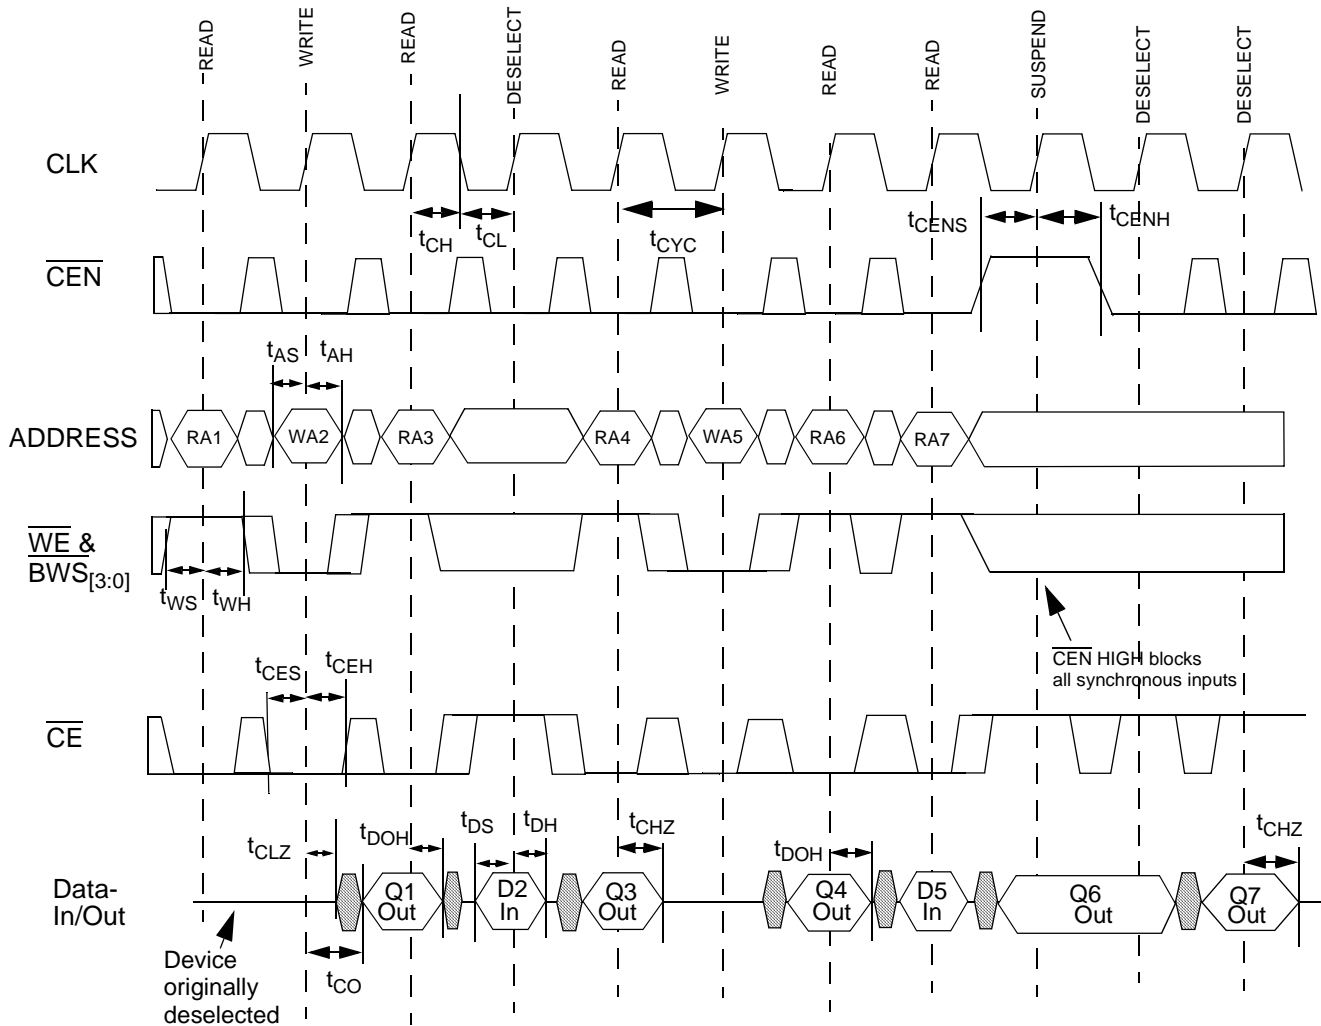 READ
WRITE
READ
DESELECT
READ
WRITE
READ
READ
SUSPEND
DESELECT
DESELECT
CLK
tCH
tCL
tCYC
tCENS
tCENH
CEN
tAS
tAH
ADDRESS
RA1
WA2
RA3
RA4
WA5
RA6
RA7
WE &
BWS[3:0]
tWS
tWH
CEN HIGH blocks
all synchronous inputs
tCES
tCEH
CE
tCLZ
tDOH
tDS
tDH
tCHZ
tDOH
tCHZ
Data-
In/Out
Q1
Out
D2
In
Q3
Out
Q4
Out
D5
In
Q6
Out
Q7
Out
tCO
Device
originally
deselected